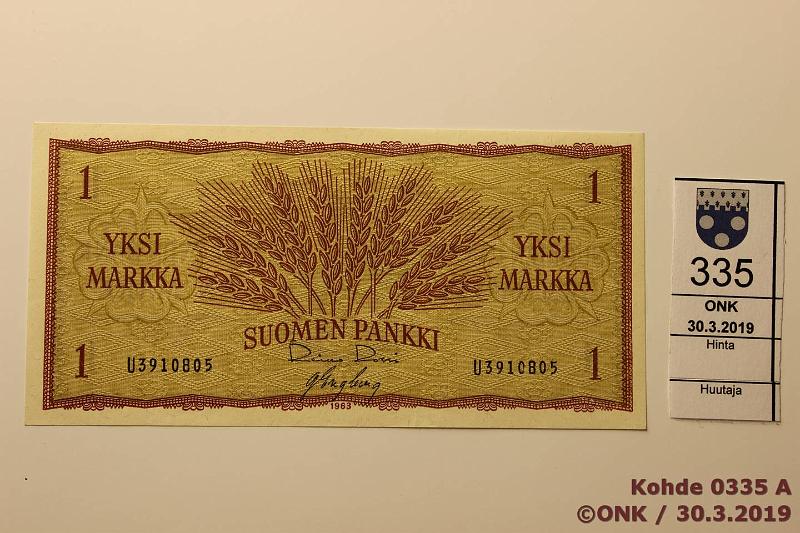 1
1
YKSI
MARKKA
YKSI
MARKKA
SUOMEN PANKKI
1
U3910805
U3910805
1
1963
335
ONK
30.3.2019
Hinta
Huutaja
Kohde 0335 A
©ONK / 30.3.2019